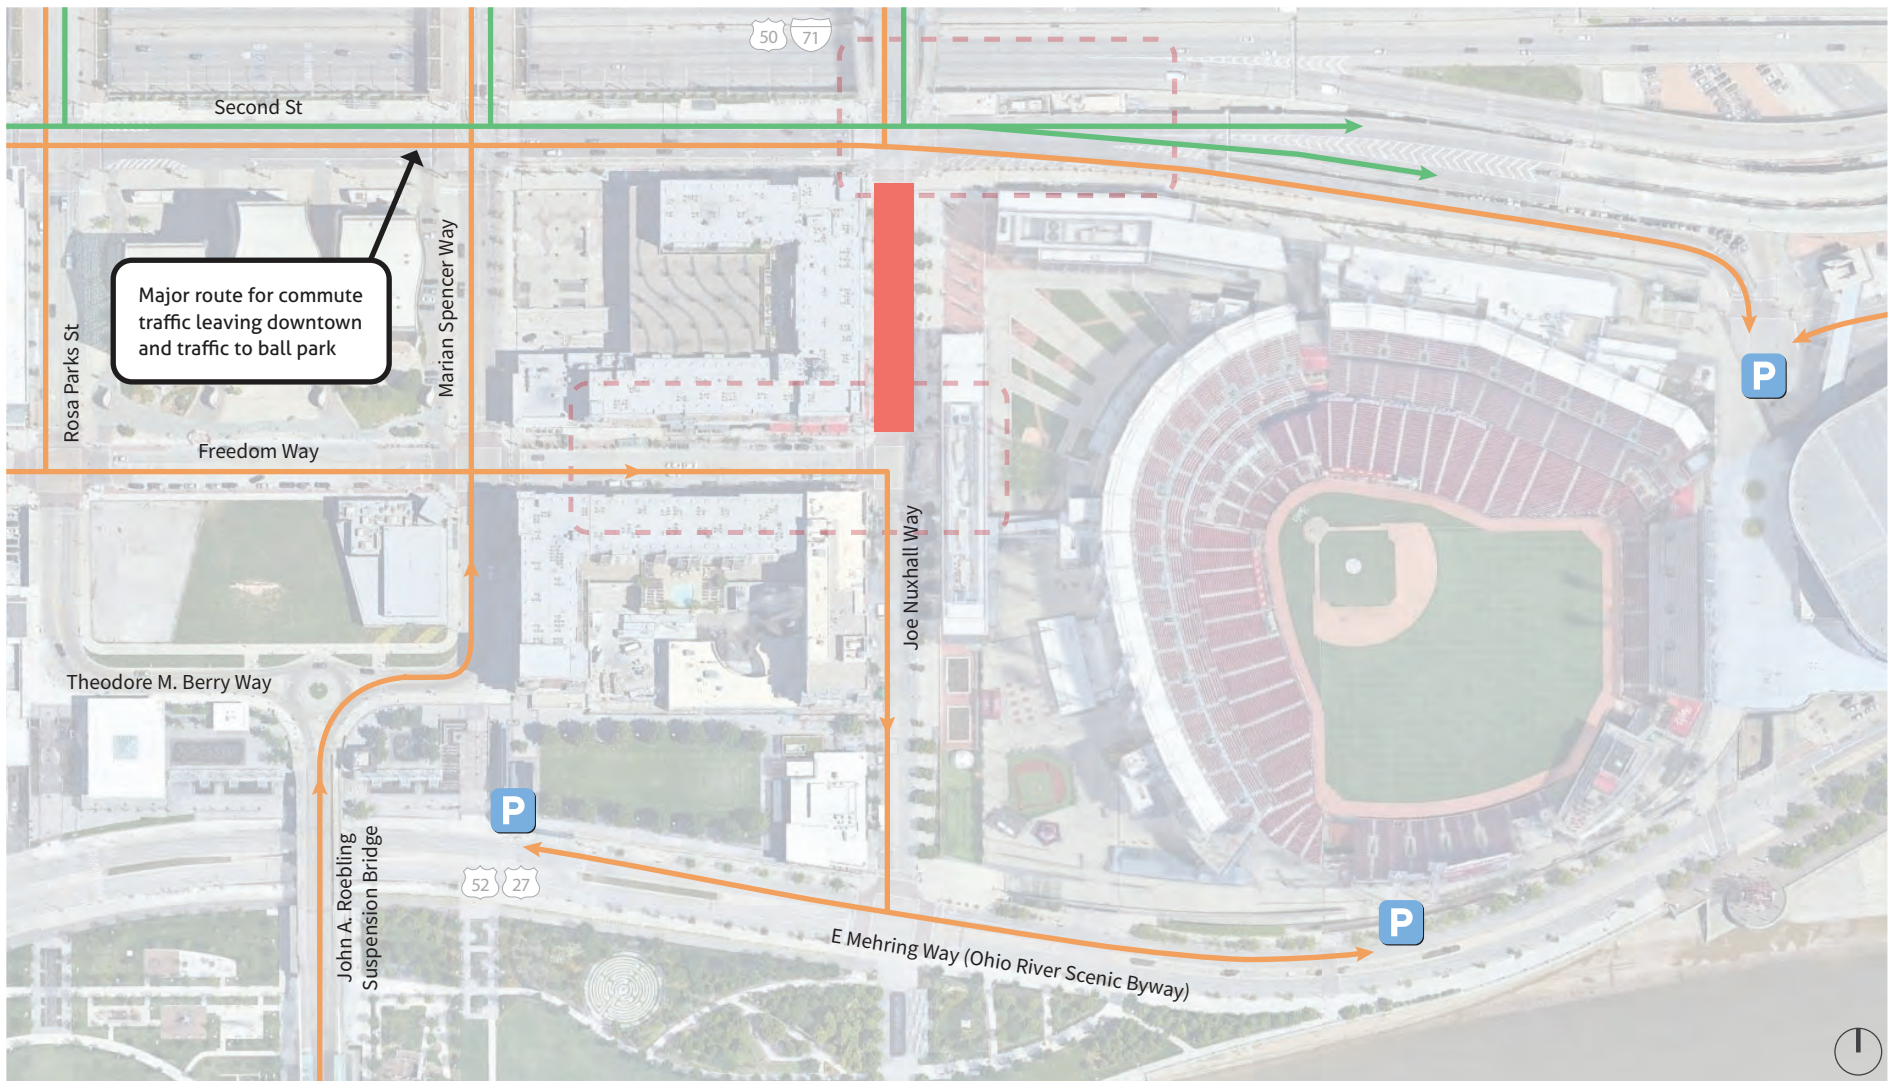 50
71
Second St
Major route for commute
traffic leaving downtown
and traffic to ball park
Marian Spencer Way
Rosa Parks St
P
Freedom Way
Joe Nuxhall Way
Theodore M. Berry Way
P
John A. Roebling
Suspension Bridge
52
27
P
E Mehring Way (Ohio River Scenic Byway)